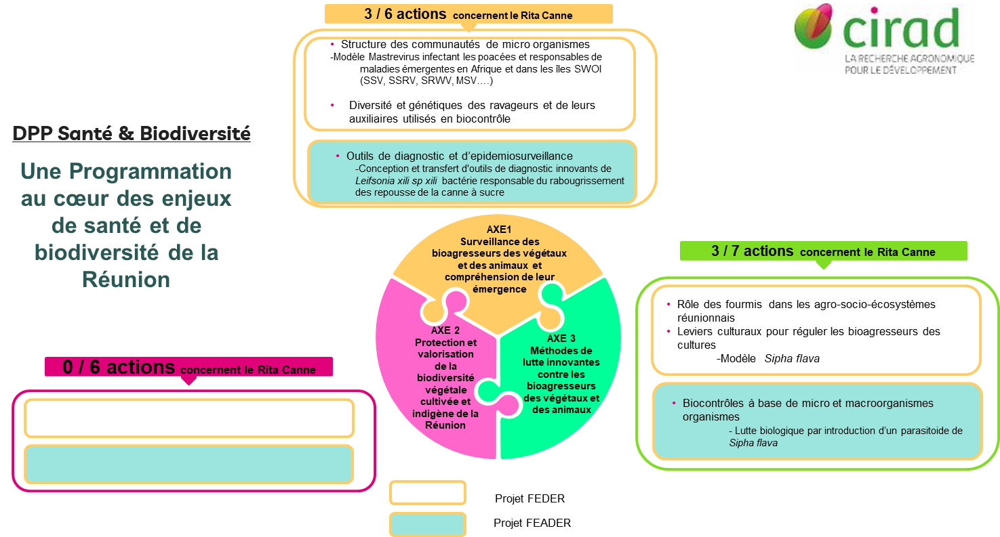 3 / 6 actions concernent le Rita Canne
• Structure des communautés de micro organismes
-Modèle Mastrevirus infectant les poacées et responsables de
maladies émergentes en Afrique et dans les îles SWOI
(SSV, SSRV, SRWV, MSV….)
• Diversité et génétiques des ravageurs et de leurs
auxiliaires utilisés en biocontrôle
• Outils de diagnostic et d’epidemiosurveillance
-Conception et transfert d'outils de diagnostic innovants de
Leifsonia xili sp xili bactérie responsable du rabougrissement
des repousse de la canne à sucre
cirad
LA RECHERCHE AGRONOMIQUE
POUR LE DÉVELOPPEMENT
DPP Santé & Biodiversité
Une Programmation
au cœur des enjeux
de santé et de
biodiversité de la
Réunion
AXE1
Surveillance des
bioagresseurs des végétaux
et des animaux et
compréhension de leur
émergence
AXE 2
Protection et
valorisation
de la
biodiversité
végétale
cultivée et
indigène de la
Réunion
AXE 3
Méthodes de
lutte innovantes
contre les
bioagresseurs
des végétaux et
des animaux
3 / 7 actions concernent le Rita Canne
• Rôle des fourmis dans les agro-socio-écosystèmes
réunionnais
• Leviers culturaux pour réguler les bioagresseurs des
cultures
-Modèle Sipha flava
• Biocontrôles à base de micro et macroorganismes
organismes
- Lutte biologique par introduction d’un parasitoide de
Sipha flava
0 / 6 actions concernent le Rita Canne
Projet FEDER
Projet FEADER